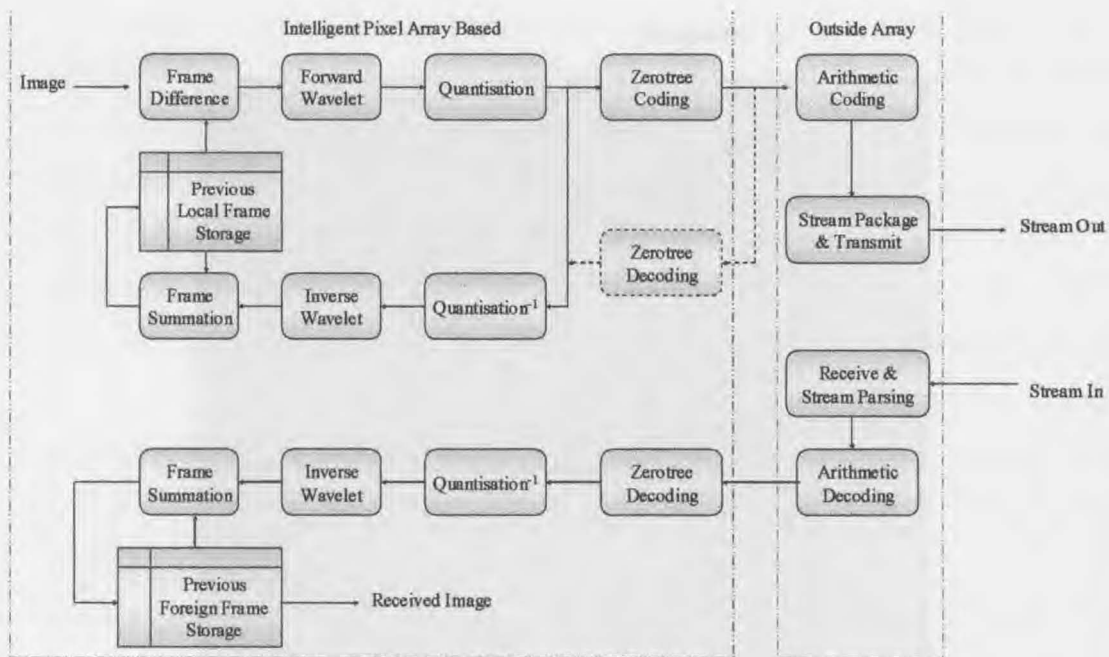 Intelligent Pixel Array Based
Outside Array
Image
Frame
Difference
Forward
Wavelet
Quantisation
Zerotree
Coding
Arithmetic
Coding
Previous
Local Frame
Storage
Stream Package
& Transmit
Stream Out
Zerotree
Decoding
Frame
Summation
Inverse
Wavelet
Quantisation-1
Receive &
Stream Parsing
Stream In
Frame
Summation
Inverse
Wavelet
Quantisation-1
Zerotree
Decoding
Arithmetic
Decoding
Previous
Foreign Frame
Storage
Received Image